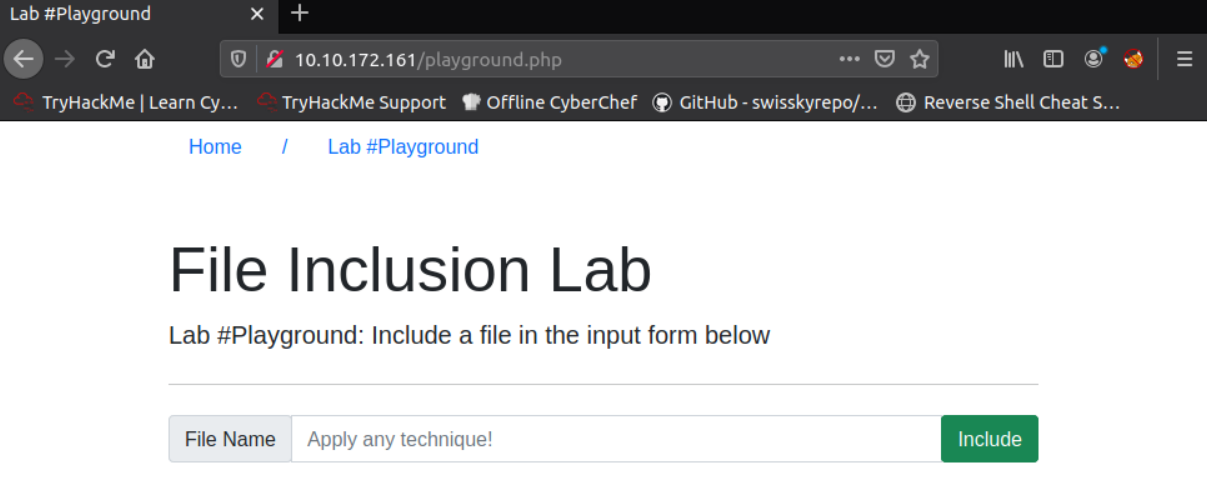 Lab #Playground
10.10.172.161/playground.php
TryHackMe | Learn Cy... TryHackMe Support Offline CyberChef GitHub - swisskyrepo/... Reverse Shell Cheat S...
Home / Lab #Playground
File Inclusion Lab
Lab #Playground: Include a file in the input form below
File Name Apply any technique! Include